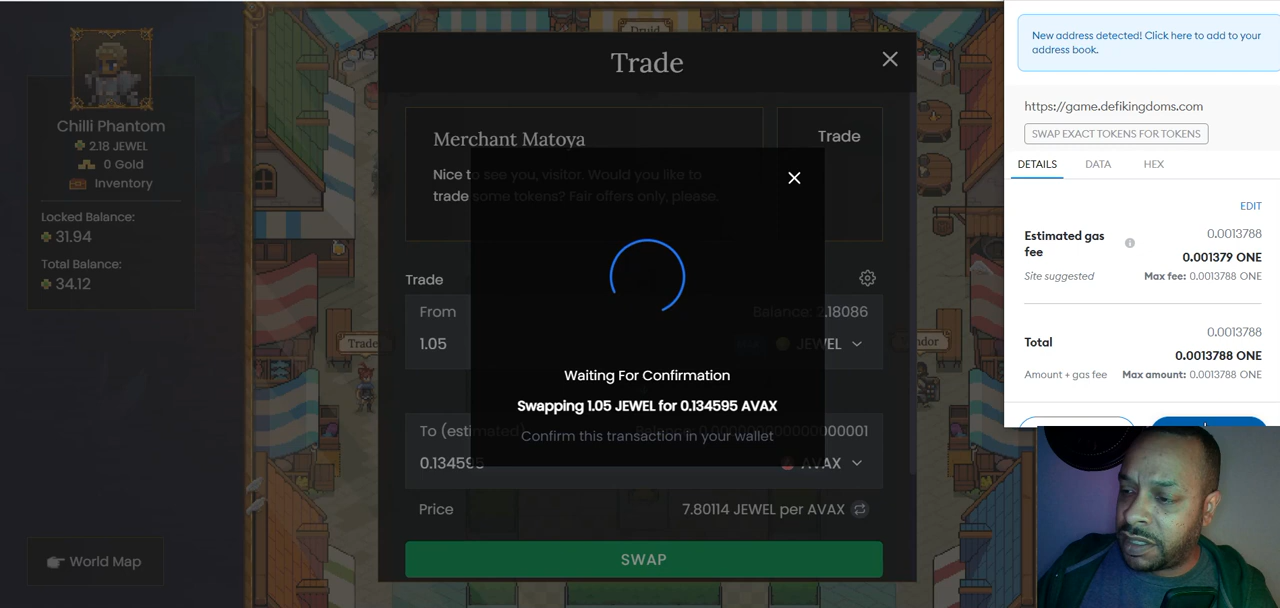 Druid
Chilli Phantom
2.18 JEWEL
0 Gold
Inventory
Locked Balance:
31.94
Total Balance:
34.12
World Map
Trade
Merchant Matoya
Nice to see you, visitor. Would you like to
trade some tokens? Fair offers only, please.
Trade
Trade
From
Balance: 2.18086
1.05
JEWEL
Trade
Waiting For Confirmation
Swapping 1.05 JEWEL for 0.134595 AVAX
Confirm this transaction in your wallet
To (estimated)
0.134595
AVAX
Price
7.80114 JEWEL per AVAX
SWAP
New address detected! Click here to add to your
address book.
https://game.defikingdoms.com
SWAP EXACT TOKENS FOR TOKENS
DETAILS
DATA
HEX
EDIT
Estimated gas
fee
0.0013788
0.001379 ONE
Site suggested
Max fee: 0.0013788 ONE
Total
0.0013788
0.0013788 ONE
Amount + gas fee
Max amount: 0.0013788 ONE